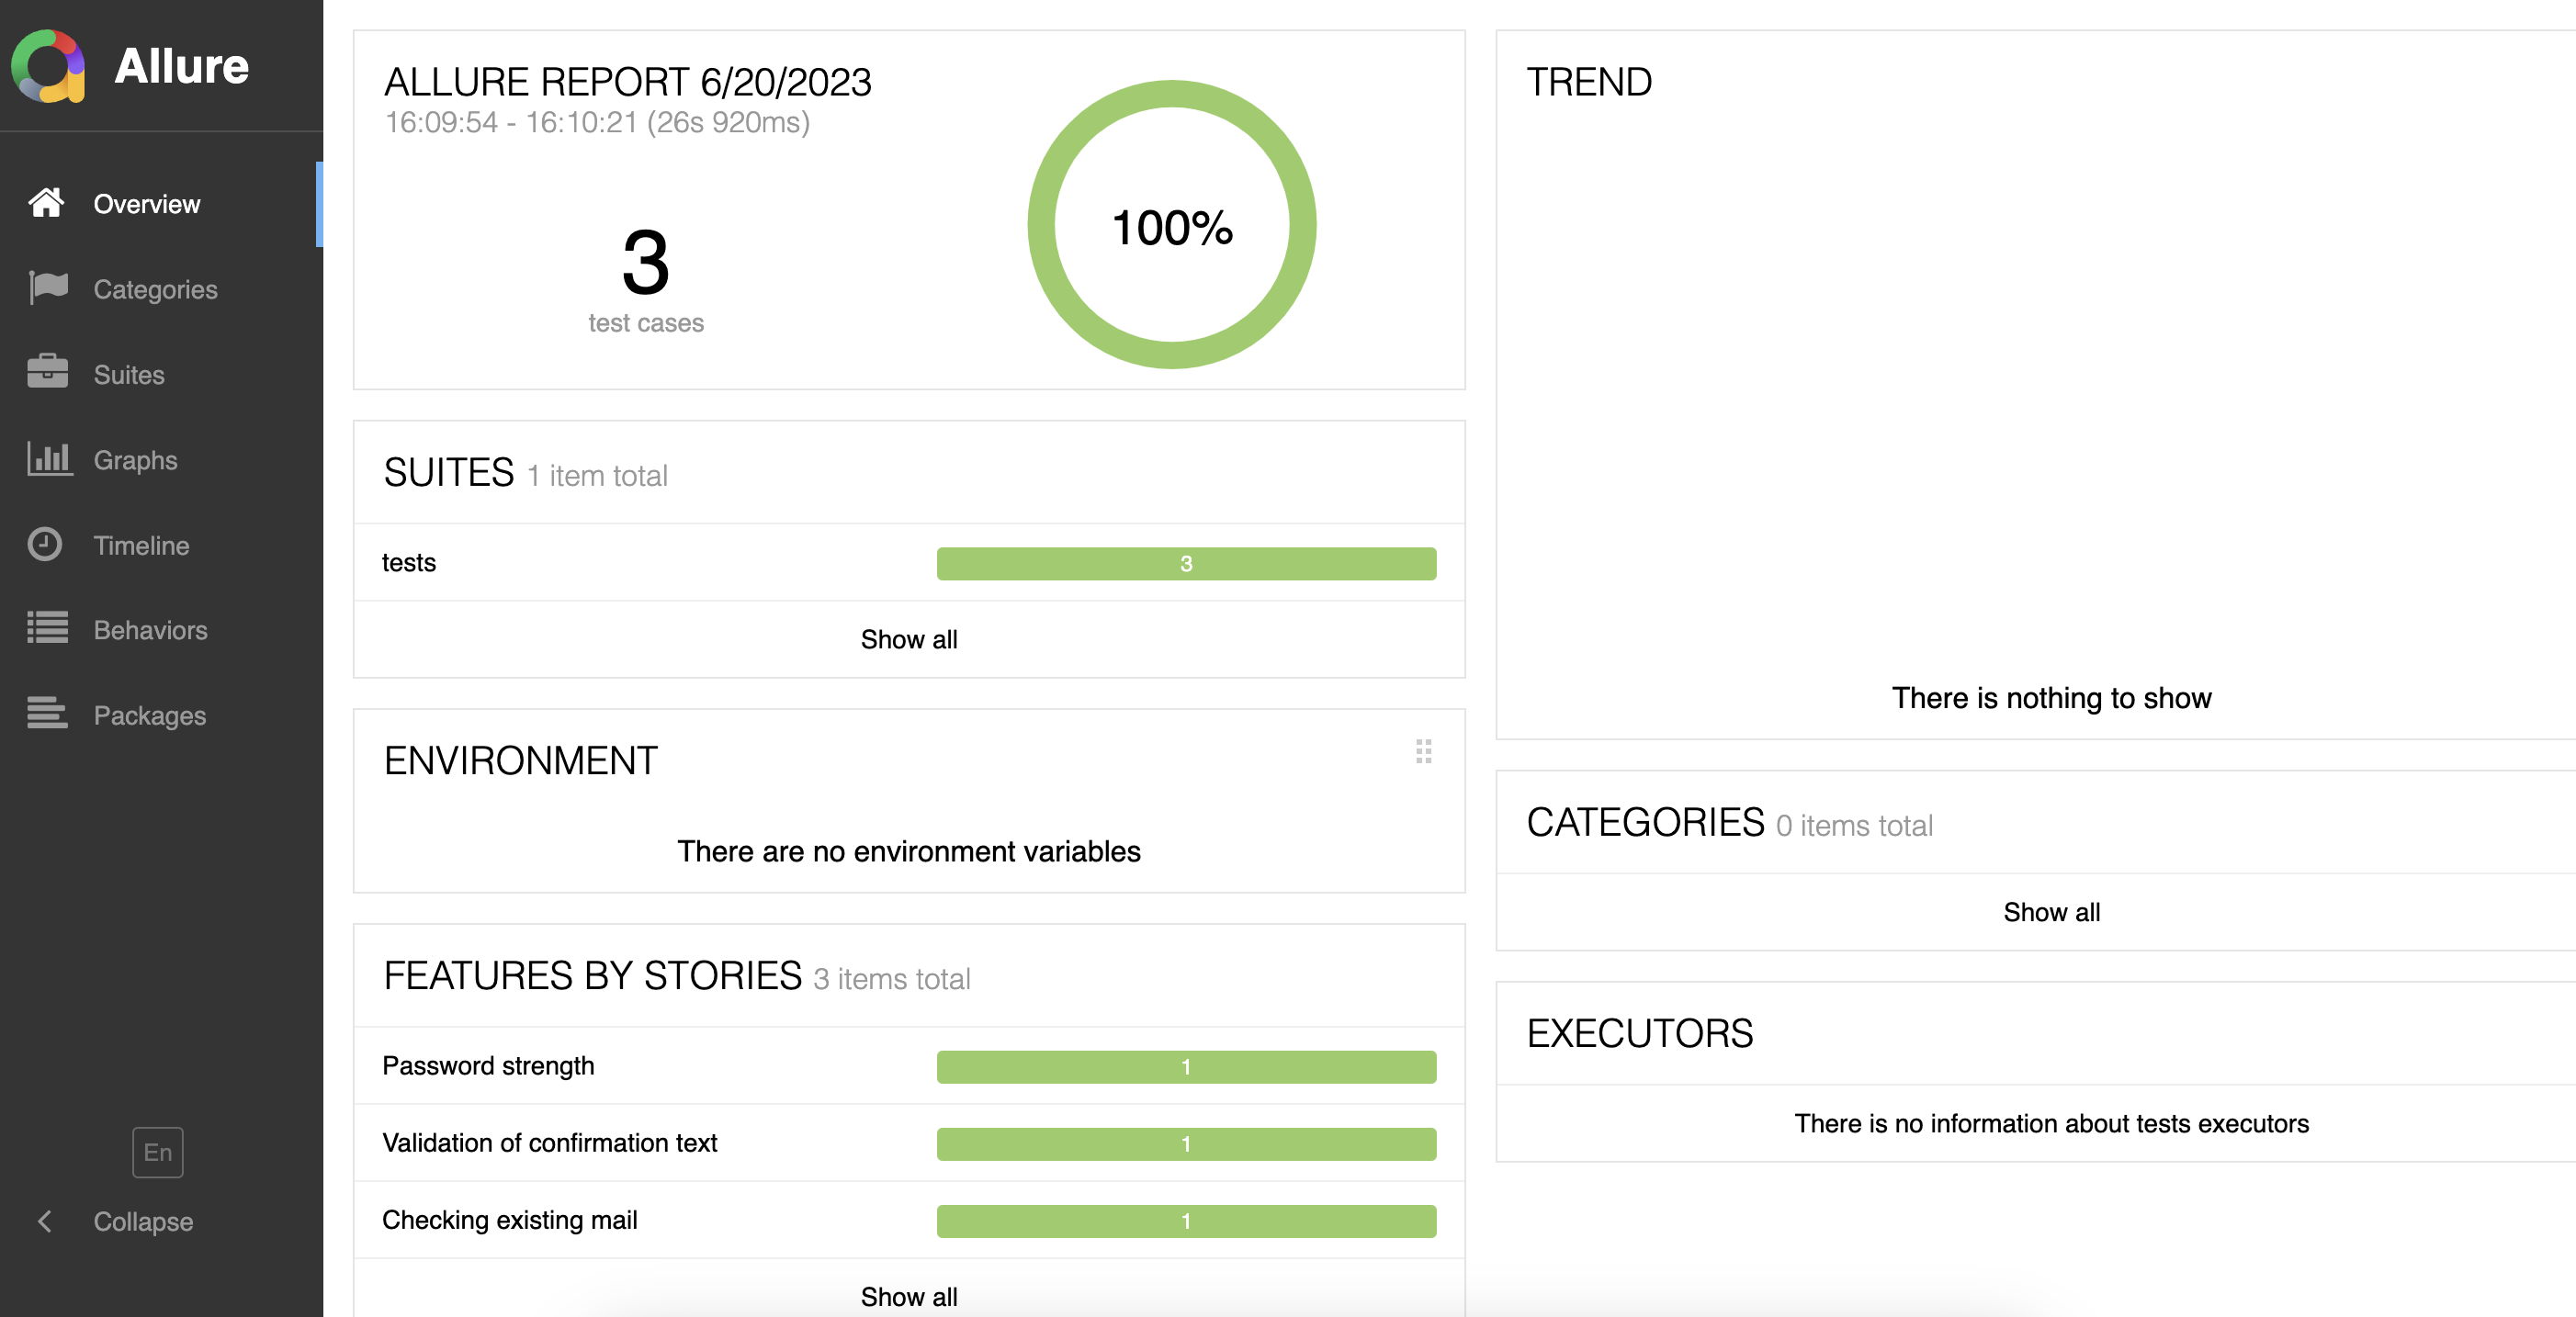 Allure
Overview
Categories
Suites
Graphs
Timeline
Behaviors
Packages
En
Collapse
ALLURE REPORT 6/20/2023
16:09:54 - 16:10:21 (26s 920ms)
3
test cases
100%
SUITES 1 item total
tests 3
Show all
ENVIRONMENT
There are no environment variables
FEATURES BY STORIES 3 items total
Password strength 1
Validation of confirmation text 1
Checking existing mail 1
Show all
TREND
There is nothing to show
CATEGORIES 0 items total
Show all
EXECUTORS
There is no information about tests executors